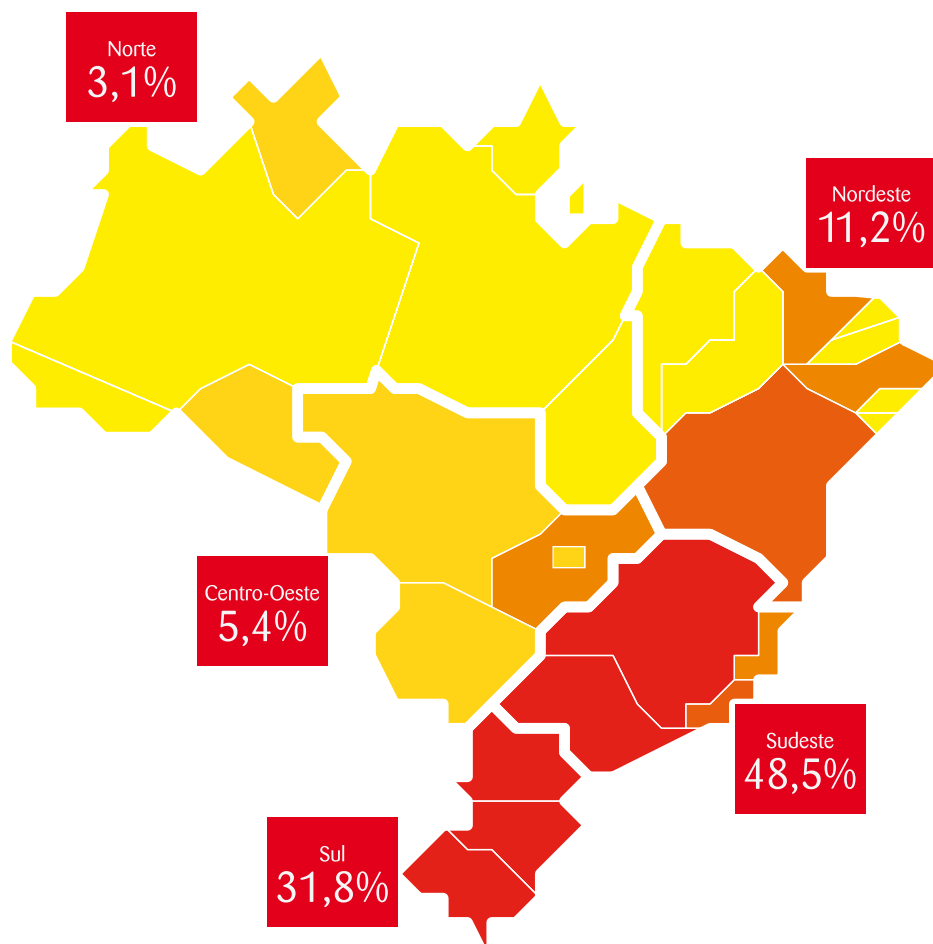 Norte
3,1%
Nordeste
11,2%
Centro-Oeste
5,4%
Sudeste
48,5%
Sul
31,8%